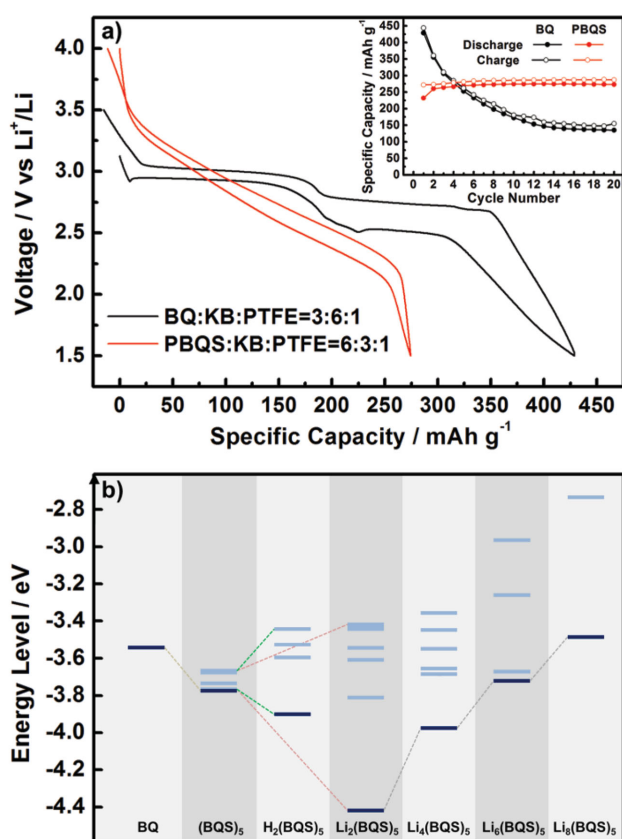 a)
4.0
3.5
3.0
2.5
2.0
1.5
Voltage / V vs Li⁺/Li
BQ:KB:PTFE=3:6:1
PBQS:KB:PTFE=6:3:1
0 50 100 150 200 250 300 350 400 450
Specific Capacity / mAh g⁻¹
BQ PBQS
Discharge
Charge
450
400
350
300
250
200
150
100
50
0
Specific Capacity / mAh g⁻¹
0 2 4 6 8 10 12 14 16 18 20
Cycle Number
b)
-2.8
-3.0
-3.2
-3.4
-3.6
-3.8
-4.0
-4.2
-4.4
Energy Level / eV
BQ (BQS)₅ H₂(BQS)₅ Li₂(BQS)₅ Li₄(BQS)₅ Li₆(BQS)₅ Li₈(BQS)₅